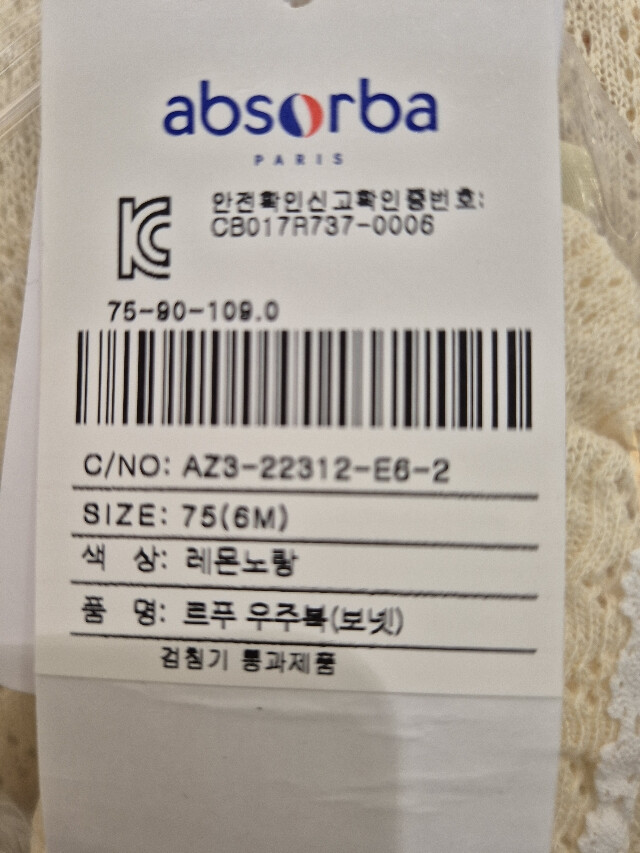 absorba
PARIS
안전확인신고확인증번호:
CB017R737-0006
75-90-109.0
C/NO: AZ3-22312-E6-2
SIZE: 75(6M)
색 상: 레몬노랑
품 명: 르푸 우주복(보넷)
검침기 통과제품